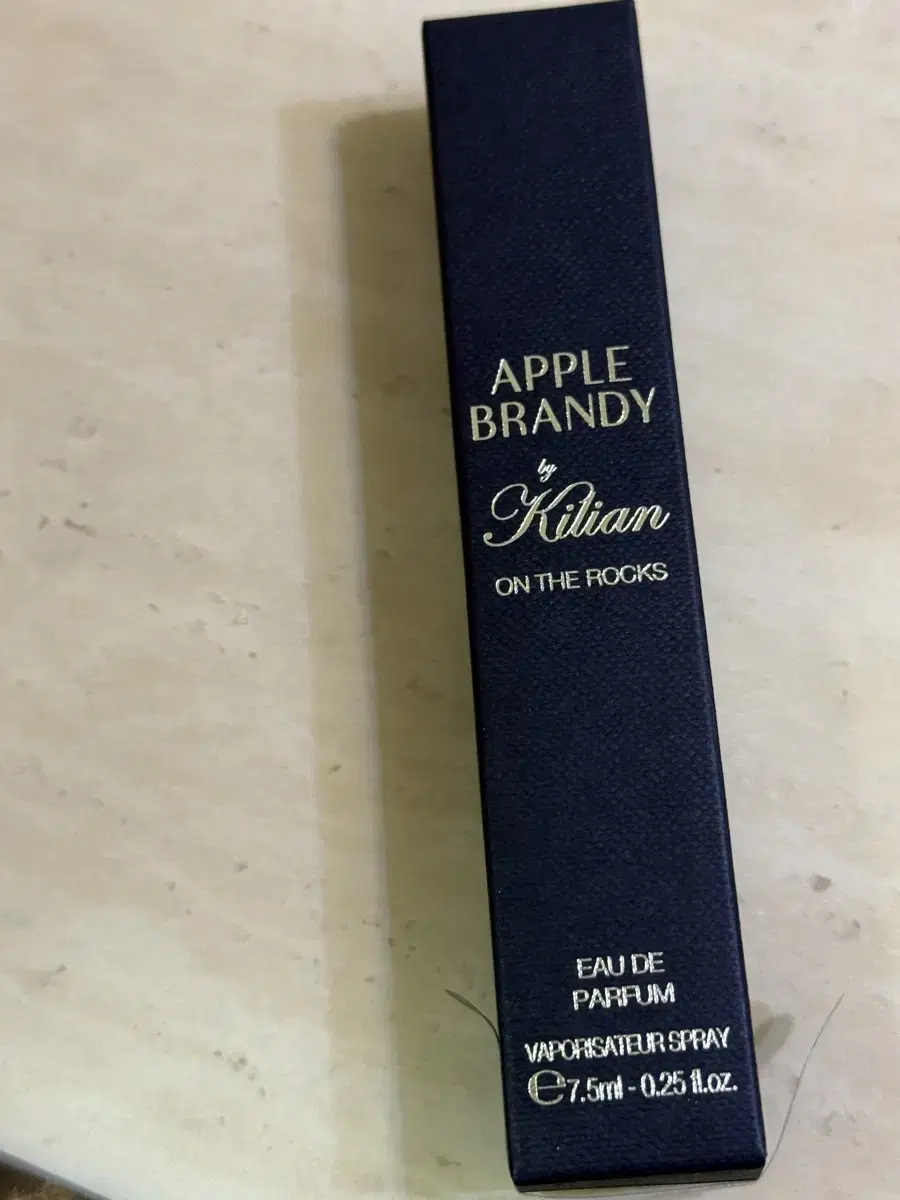 APPLE
BRANDY
by
Kilian
ON THE ROCKS
EAU DE
PARFUM
VAPORISATEUR SPRAY
℮7.5ml - 0.25 fl.oz.